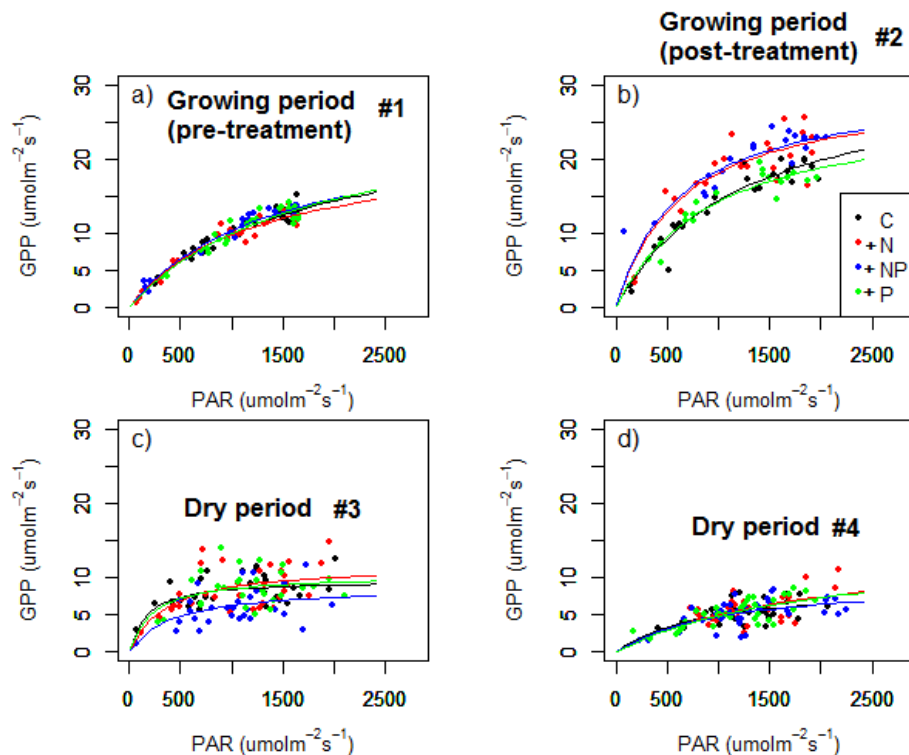 Growing period
(post-treatment) #2
a) Growing period #1
(pre-treatment)
GPP (umolm⁻²s⁻¹)
0 5 10 20 30
0 500 1500 2500
PAR (umolm⁻²s⁻¹)
b)
GPP (umolm⁻²s⁻¹)
0 5 10 20 30
C
+ N
+ NP
+ P
0 500 1500 2500
PAR (umolm⁻²s⁻¹)
c)
Dry period #3
GPP (umolm⁻²s⁻¹)
0 5 10 20 30
0 500 1500 2500
PAR (umolm⁻²s⁻¹)
d)
Dry period #4
GPP (umolm⁻²s⁻¹)
0 5 10 20 30
0 500 1500 2500
PAR (umolm⁻²s⁻¹)